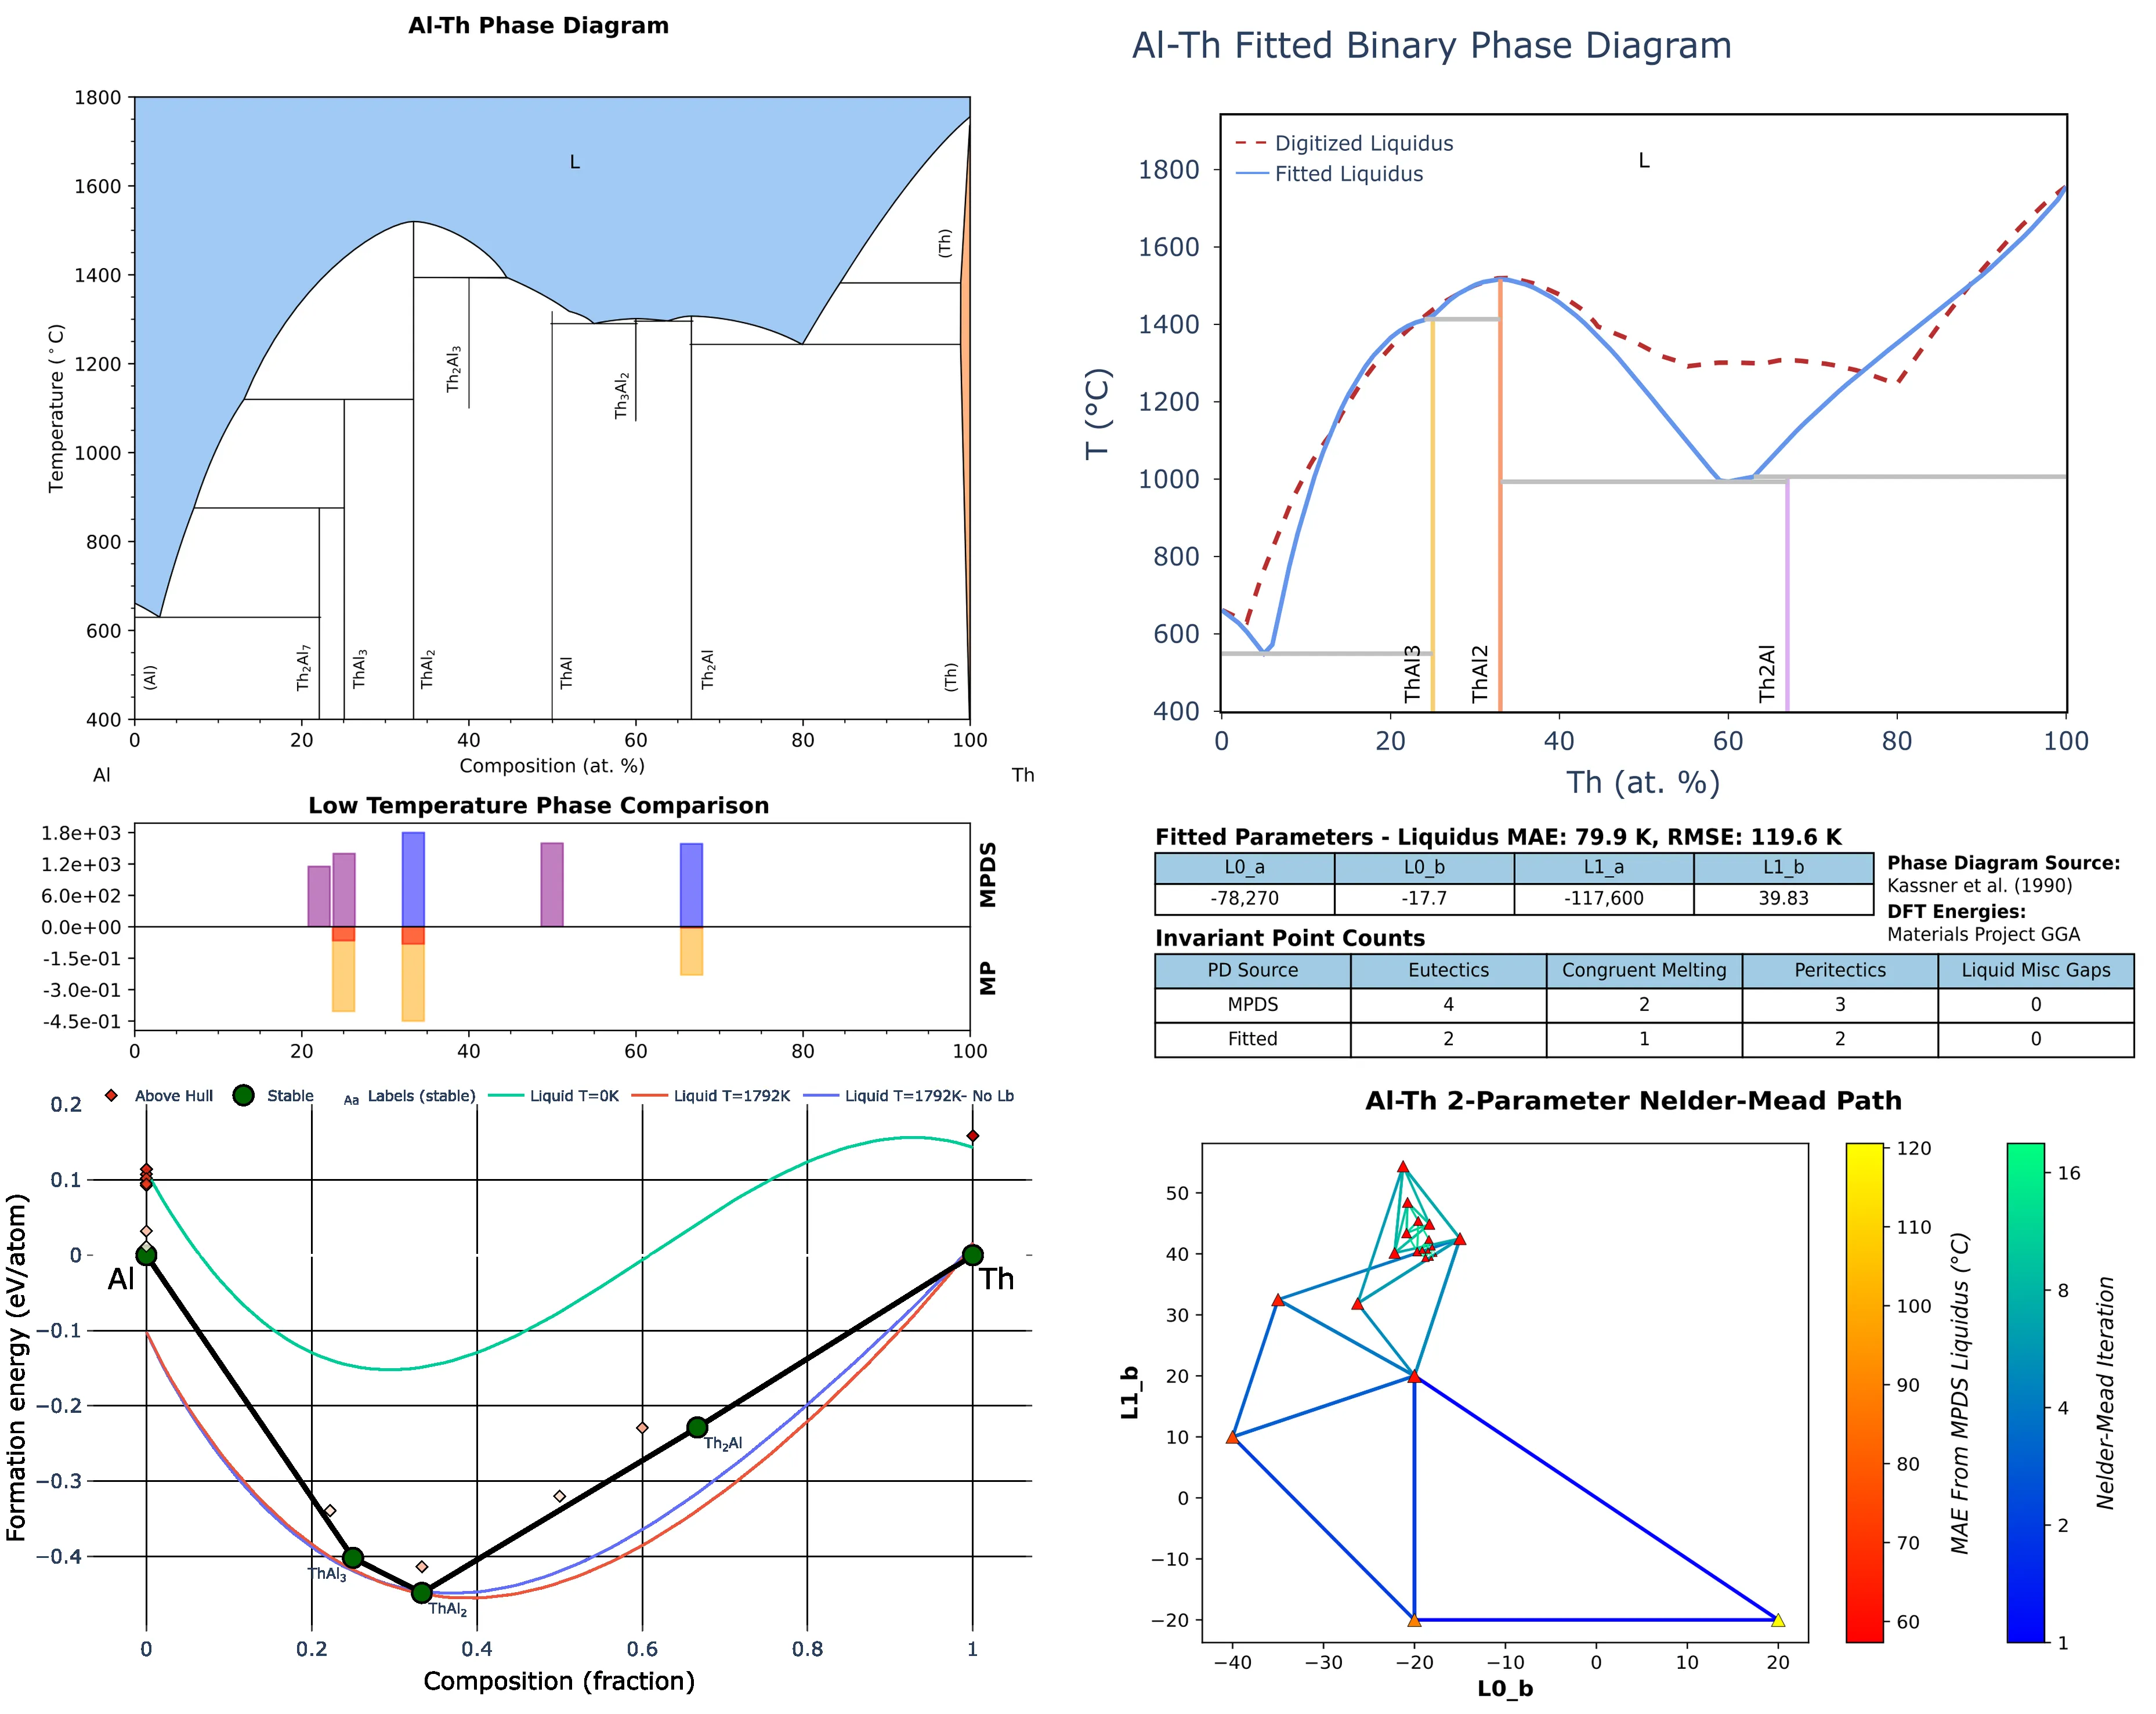 Al-Th Phase Diagram
1800
1600
1400
1200
1000
800
600
400
Temperature (°C)
L
(Th)
Th₂Al₃
Th₃Al₂
(Al)
Th₂Al₇
ThAl₃
ThAl₂
ThAl
Th₂Al
(Th)
0 20 40 60 80 100
Al Composition (at. %) Th
Low Temperature Phase Comparison
1.8e+03
1.2e+03
6.0e+02
0.0e+00
-1.5e-01
-3.0e-01
-4.5e-01
MPDS
MP
0 20 40 60 80 100
Above Hull Stable Aa Labels (stable) Liquid T=0K Liquid T=1792K Liquid T=1792K- No Lb
0.2
0.1
0
−0.1
−0.2
−0.3
−0.4
Formation energy (eV/atom)
Al
Th
Th₂Al
ThAl₃
ThAl₂
0 0.2 0.4 0.6 0.8 1
Composition (fraction)
Al-Th Fitted Binary Phase Diagram
Digitized Liquidus
Fitted Liquidus
L
1800
1600
1400
1200
1000
800
600
400
T (°C)
ThAl3
ThAl2
Th2Al
0 20 40 60 80 100
Th (at. %)
Fitted Parameters - Liquidus MAE: 79.9 K, RMSE: 119.6 K
L0_a L0_b L1_a L1_b
-78,270 -17.7 -117,600 39.83
Phase Diagram Source:
Kassner et al. (1990)
DFT Energies:
Materials Project GGA
Invariant Point Counts
PD Source Eutectics Congruent Melting Peritectics Liquid Misc Gaps
MPDS 4 2 3 0
Fitted 2 1 2 0
Al-Th 2-Parameter Nelder-Mead Path
50
40
30
20
10
0
−10
−20
L1_b
−40 −30 −20 −10 0 10 20
L0_b
120
110
100
90
80
70
60
MAE From MPDS Liquidus (°C)
16
8
4
2
1
Nelder-Mead Iteration